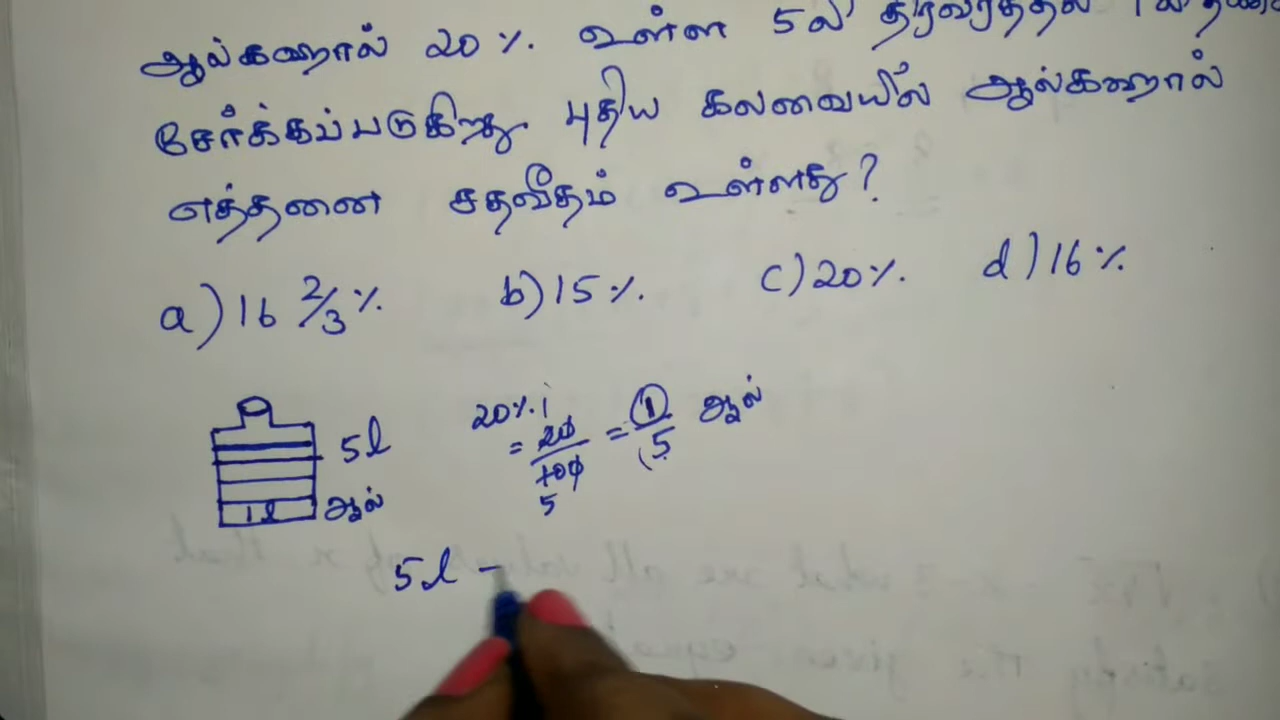 ஆல்கஹால் 20 %. உள்ள 5லி திரவத்தில் 1லி
சேர்க்கப்படுகிறது. புதிய கலவையில் ஆல்கஹால்
எத்தனை சதவீதம் உள்ளது?
a) 16 2/3 % b) 15 %. c) 20 %. d) 16 %
5l
1l ஆல்
20%. = 20/100 = 1/5 ஆல்
5
5l -